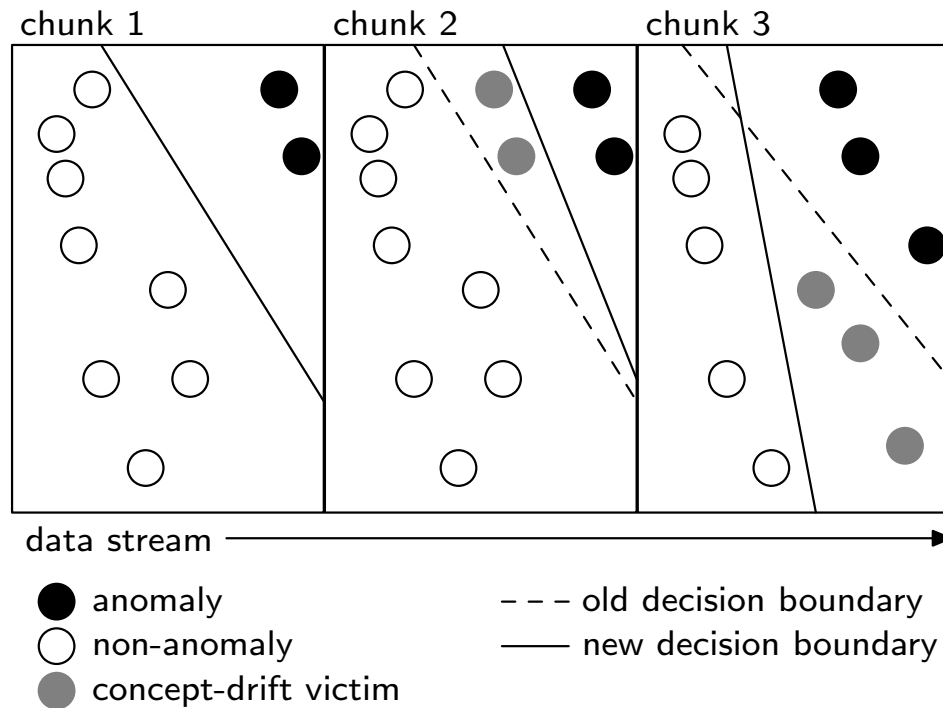 chunk 1
chunk 2
chunk 3
data stream
anomaly
non-anomaly
concept-drift victim
old decision boundary
new decision boundary